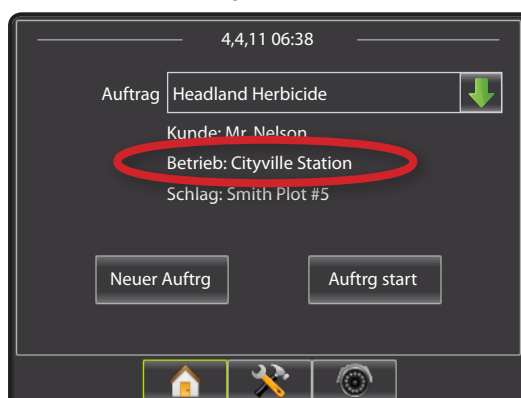 4,4,11 06:38
Auftrag Headland Herbicide
Kunde: Mr. Nelson
Betrieb: Cityville Station
Schlag: Smith Plot #5
Neuer Auftrg Auftrg start